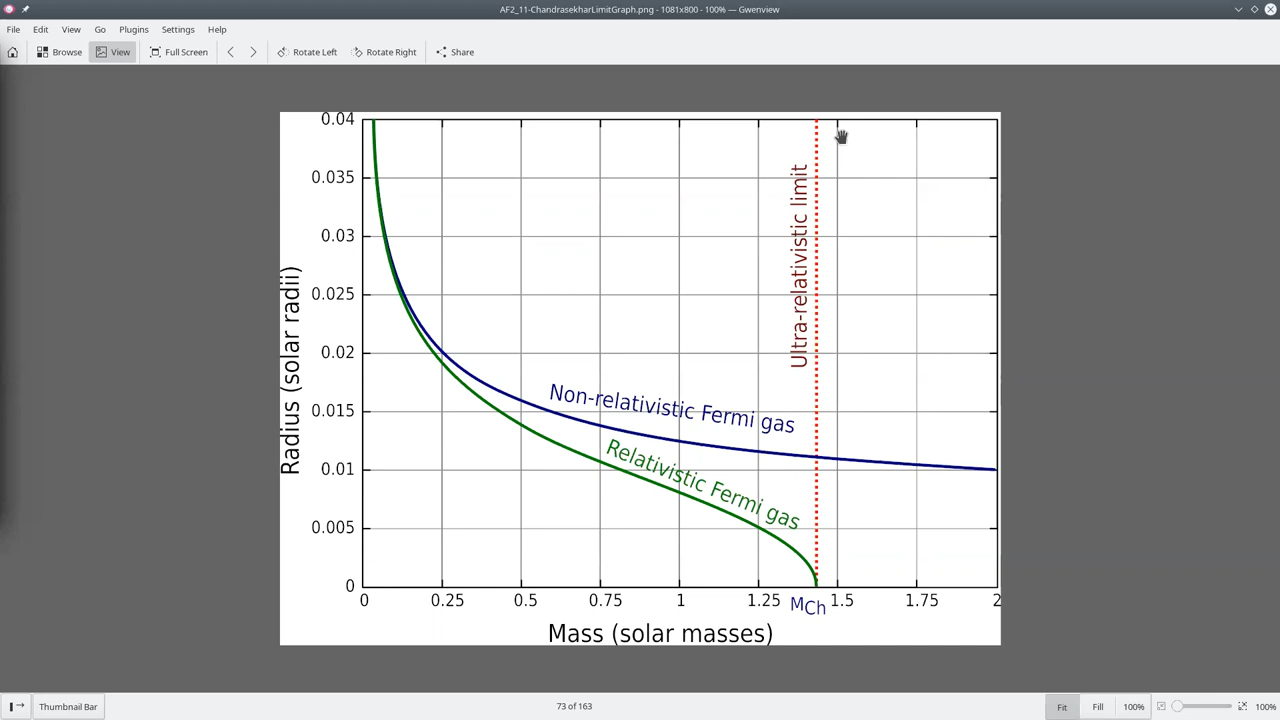 AF2_11-ChandrasekharLimitGraph.png - 1081x800 - 100% — Gwenview
File Edit View Go Plugins Settings Help
Browse View Full Screen Rotate Left Rotate Right Share
0.04
0.035
0.03
0.025
0.02
0.015
0.01
0.005
0
Radius (solar radii)
Ultra-relativistic limit
Non-relativistic Fermi gas
Relativistic Fermi gas
0 0.25 0.5 0.75 1 1.25 MCh 1.5 1.75 2
Mass (solar masses)
Thumbnail Bar 73 of 163 Fit Fill 100% 100%